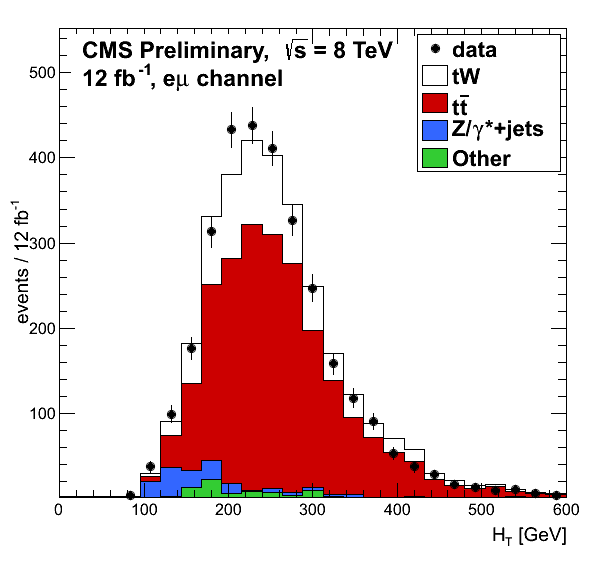 CMS Preliminary, √s = 8 TeV
12 fb⁻¹, eμ channel
data
tW
tt̄
Z/γ*+jets
Other
events / 12 fb⁻¹
500
400
300
200
100
0 100 200 300 400 500 600
H_T [GeV]